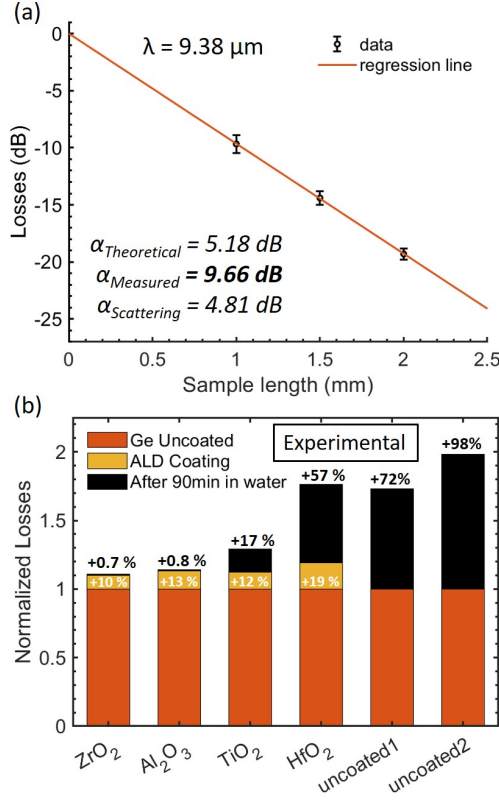 (a)
0
-5
-10
-15
-20
-25
Losses (dB)
λ = 9.38 μm
data
regression line
α_Theoretical = 5.18 dB
α_Measured = 9.66 dB
α_Scattering = 4.81 dB
0 0.5 1 1.5 2 2.5
Sample length (mm)
(b)
Ge Uncoated
ALD Coating
After 90min in water
Experimental
2
1.5
1
0.5
0
Normalized Losses
+0.7 %
+10 %
+0.8 %
+13 %
+17 %
+12 %
+57 %
+19 %
+72%
+98%
ZrO₂
Al₂O₃
TiO₂
HfO₂
uncoated1
uncoated2